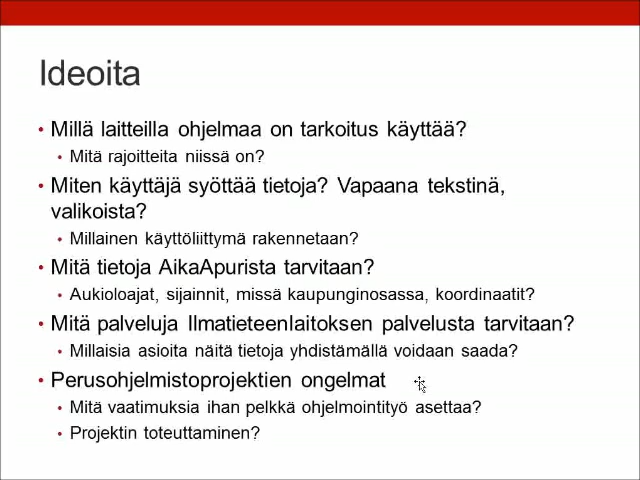 Ideoita
• Millä laitteilla ohjelmaa on tarkoitus käyttää?
• Mitä rajoitteita niissä on?
• Miten käyttäjä syöttää tietoja? Vapaana tekstinä,
valikoista?
• Millainen käyttöliittymä rakennetaan?
• Mitä tietoja AikaApurista tarvitaan?
• Aukioloajat, sijainnit, missä kaupunginosassa, koordinaatit?
• Mitä palveluja Ilmatieteenlaitoksen palvelusta tarvitaan?
• Millaisia asioita näitä tietoja yhdistämällä voidaan saada?
• Perusohjelmistoprojektien ongelmat
• Mitä vaatimuksia ihan pelkkä ohjelmointityö asettaa?
• Projektin toteuttaminen?